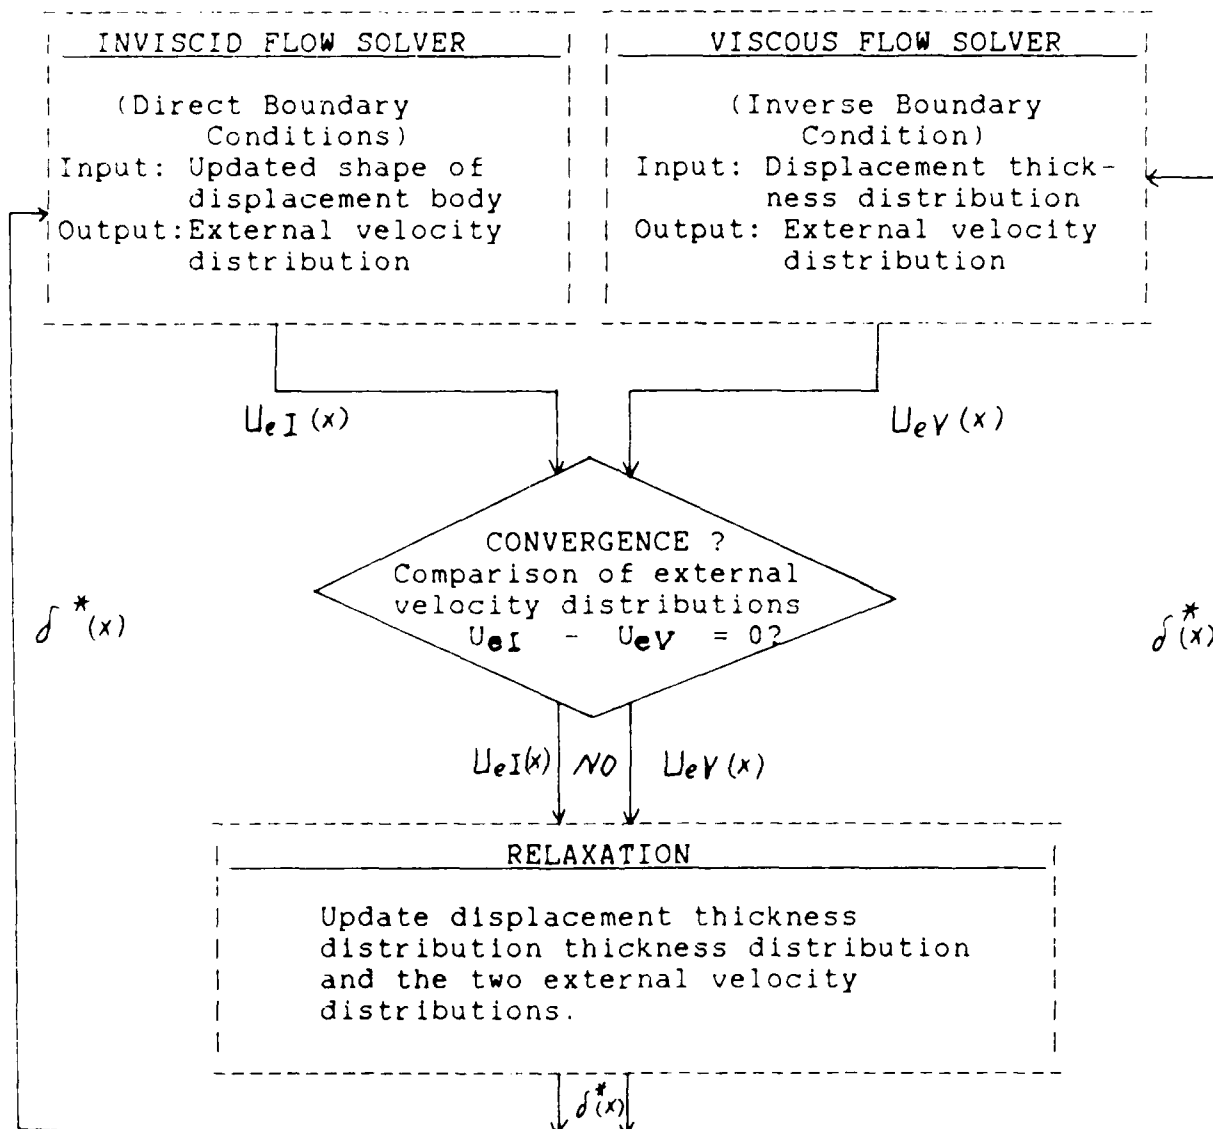 INVISCID FLOW SOLVER
(Direct Boundary
Conditions)
Input: Updated shape of
displacement body
Output:External velocity
distribution
VISCOUS FLOW SOLVER
(Inverse Boundary
Condition)
Input: Displacement thick-
ness distribution
Output: External velocity
distribution
UeI(x)
UeV(x)
CONVERGENCE ?
Comparison of external
velocity distributions
UeI - UeV = 0?
δ*(x)
δ*(x)
UeI(x) NO UeV(x)
RELAXATION
Update displacement thickness
distribution thickness distribution
and the two external velocity
distributions.
δ*(x)